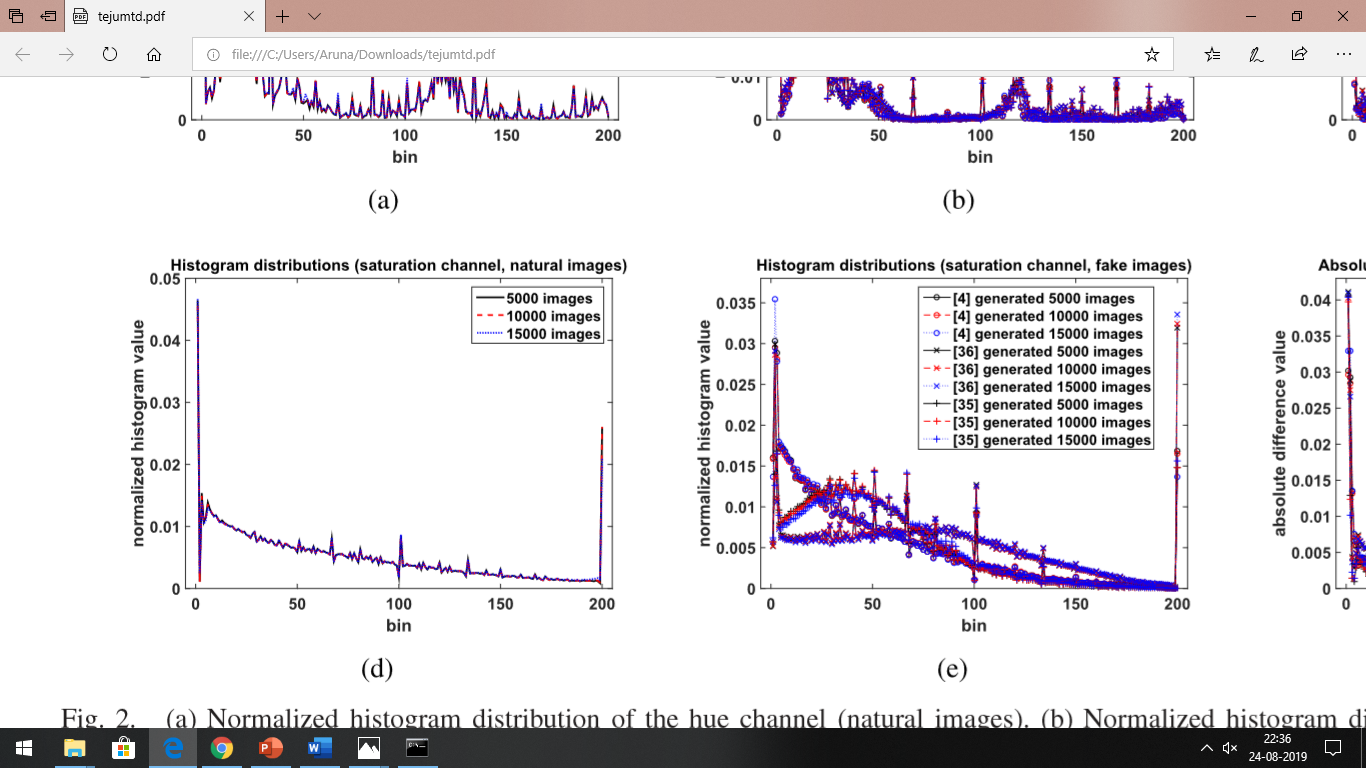 tejumtd.pdf
file:///C:/Users/Aruna/Downloads/tejumtd.pdf
0
0 50 100 150 200
bin
(a)
0.01
0
0 50 100 150 200
bin
(b)
0
0
Histogram distributions (saturation channel, natural images)
0.05
0.04
0.03
0.02
0.01
0
normalized histogram value
5000 images
10000 images
15000 images
0 50 100 150 200
bin
(d)
Histogram distributions (saturation channel, fake images)
0.035
0.03
0.025
0.02
0.015
0.01
0.005
0
normalized histogram value
[4] generated 5000 images
[4] generated 10000 images
[4] generated 15000 images
[36] generated 5000 images
[36] generated 10000 images
[36] generated 15000 images
[35] generated 5000 images
[35] generated 10000 images
[35] generated 15000 images
0 50 100 150 200
bin
(e)
Absolu
0.04
0.035
0.03
0.025
0.02
0.015
0.01
0.005
0
absolute difference value
0
Fig. 2. (a) Normalized histogram distribution of the hue channel (natural images). (b) Normalized histogram di
22:36
24-08-2019